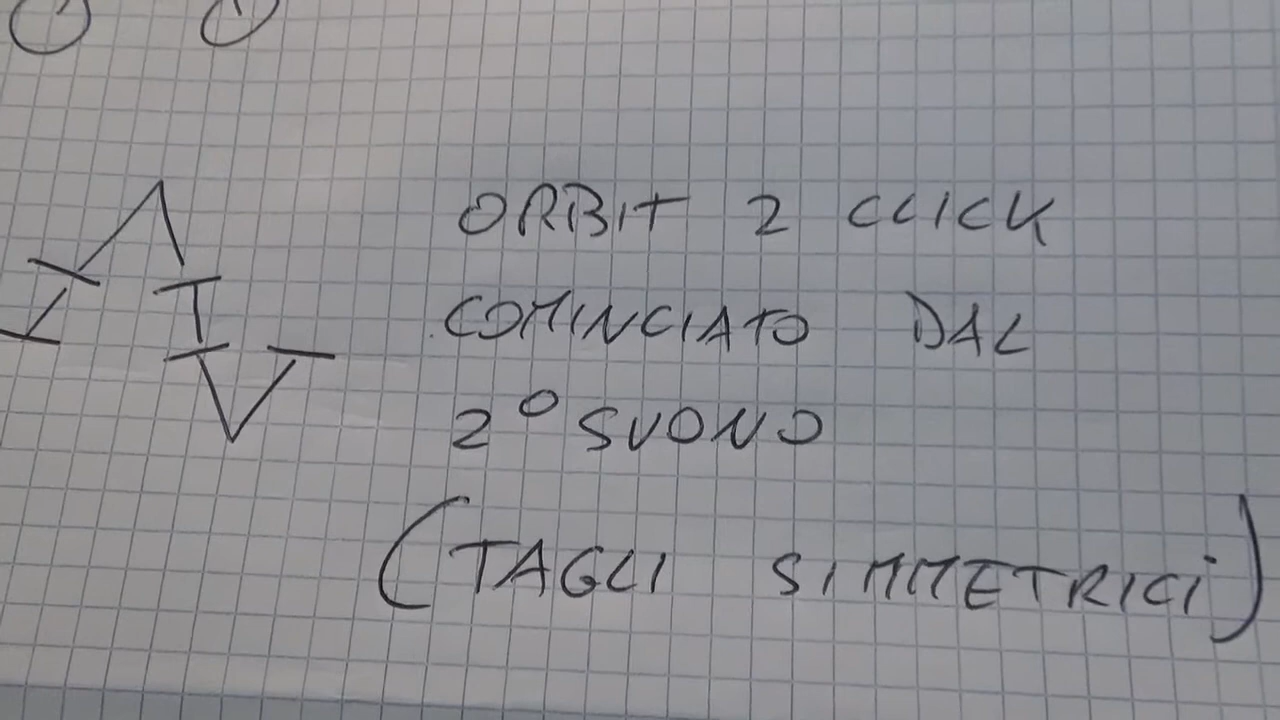 ORBIT 2 CLICK
COMINCIATO DAL
2° SUONO
(TAGLI SIMMETRICI)